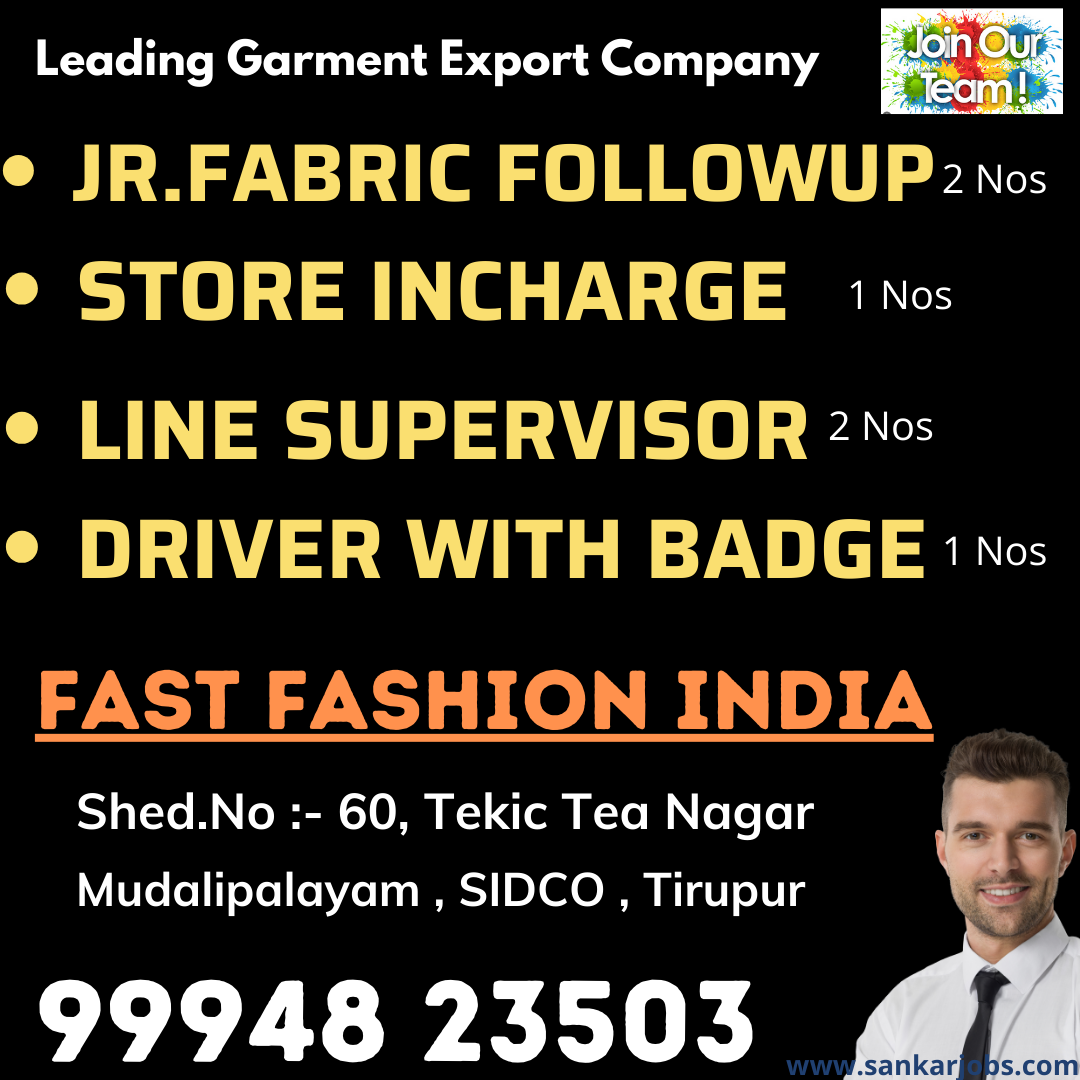 Leading Garment Export Company
Join Our
Team!
• JR.FABRIC FOLLOWUP 2 Nos
• STORE INCHARGE 1 Nos
• LINE SUPERVISOR 2 Nos
• DRIVER WITH BADGE 1 Nos
FAST FASHION INDIA
Shed.No :- 60, Tekic Tea Nagar
Mudalipalayam , SIDCO , Tirupur
99948 23503
www.sankarjobs.com